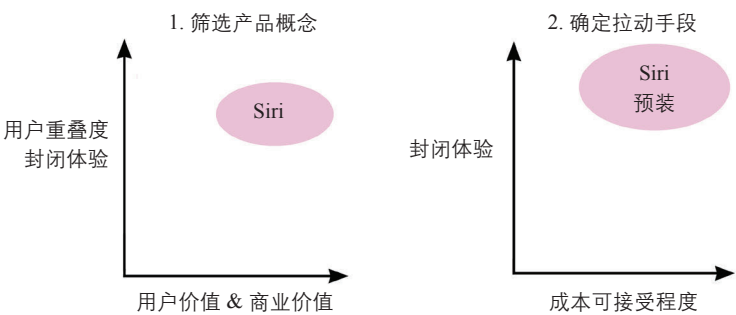 1. 筛选产品概念
用户重叠度
封闭体验
Siri
用户价值 & 商业价值
2. 确定拉动手段
封闭体验
Siri
预装
成本可接受程度